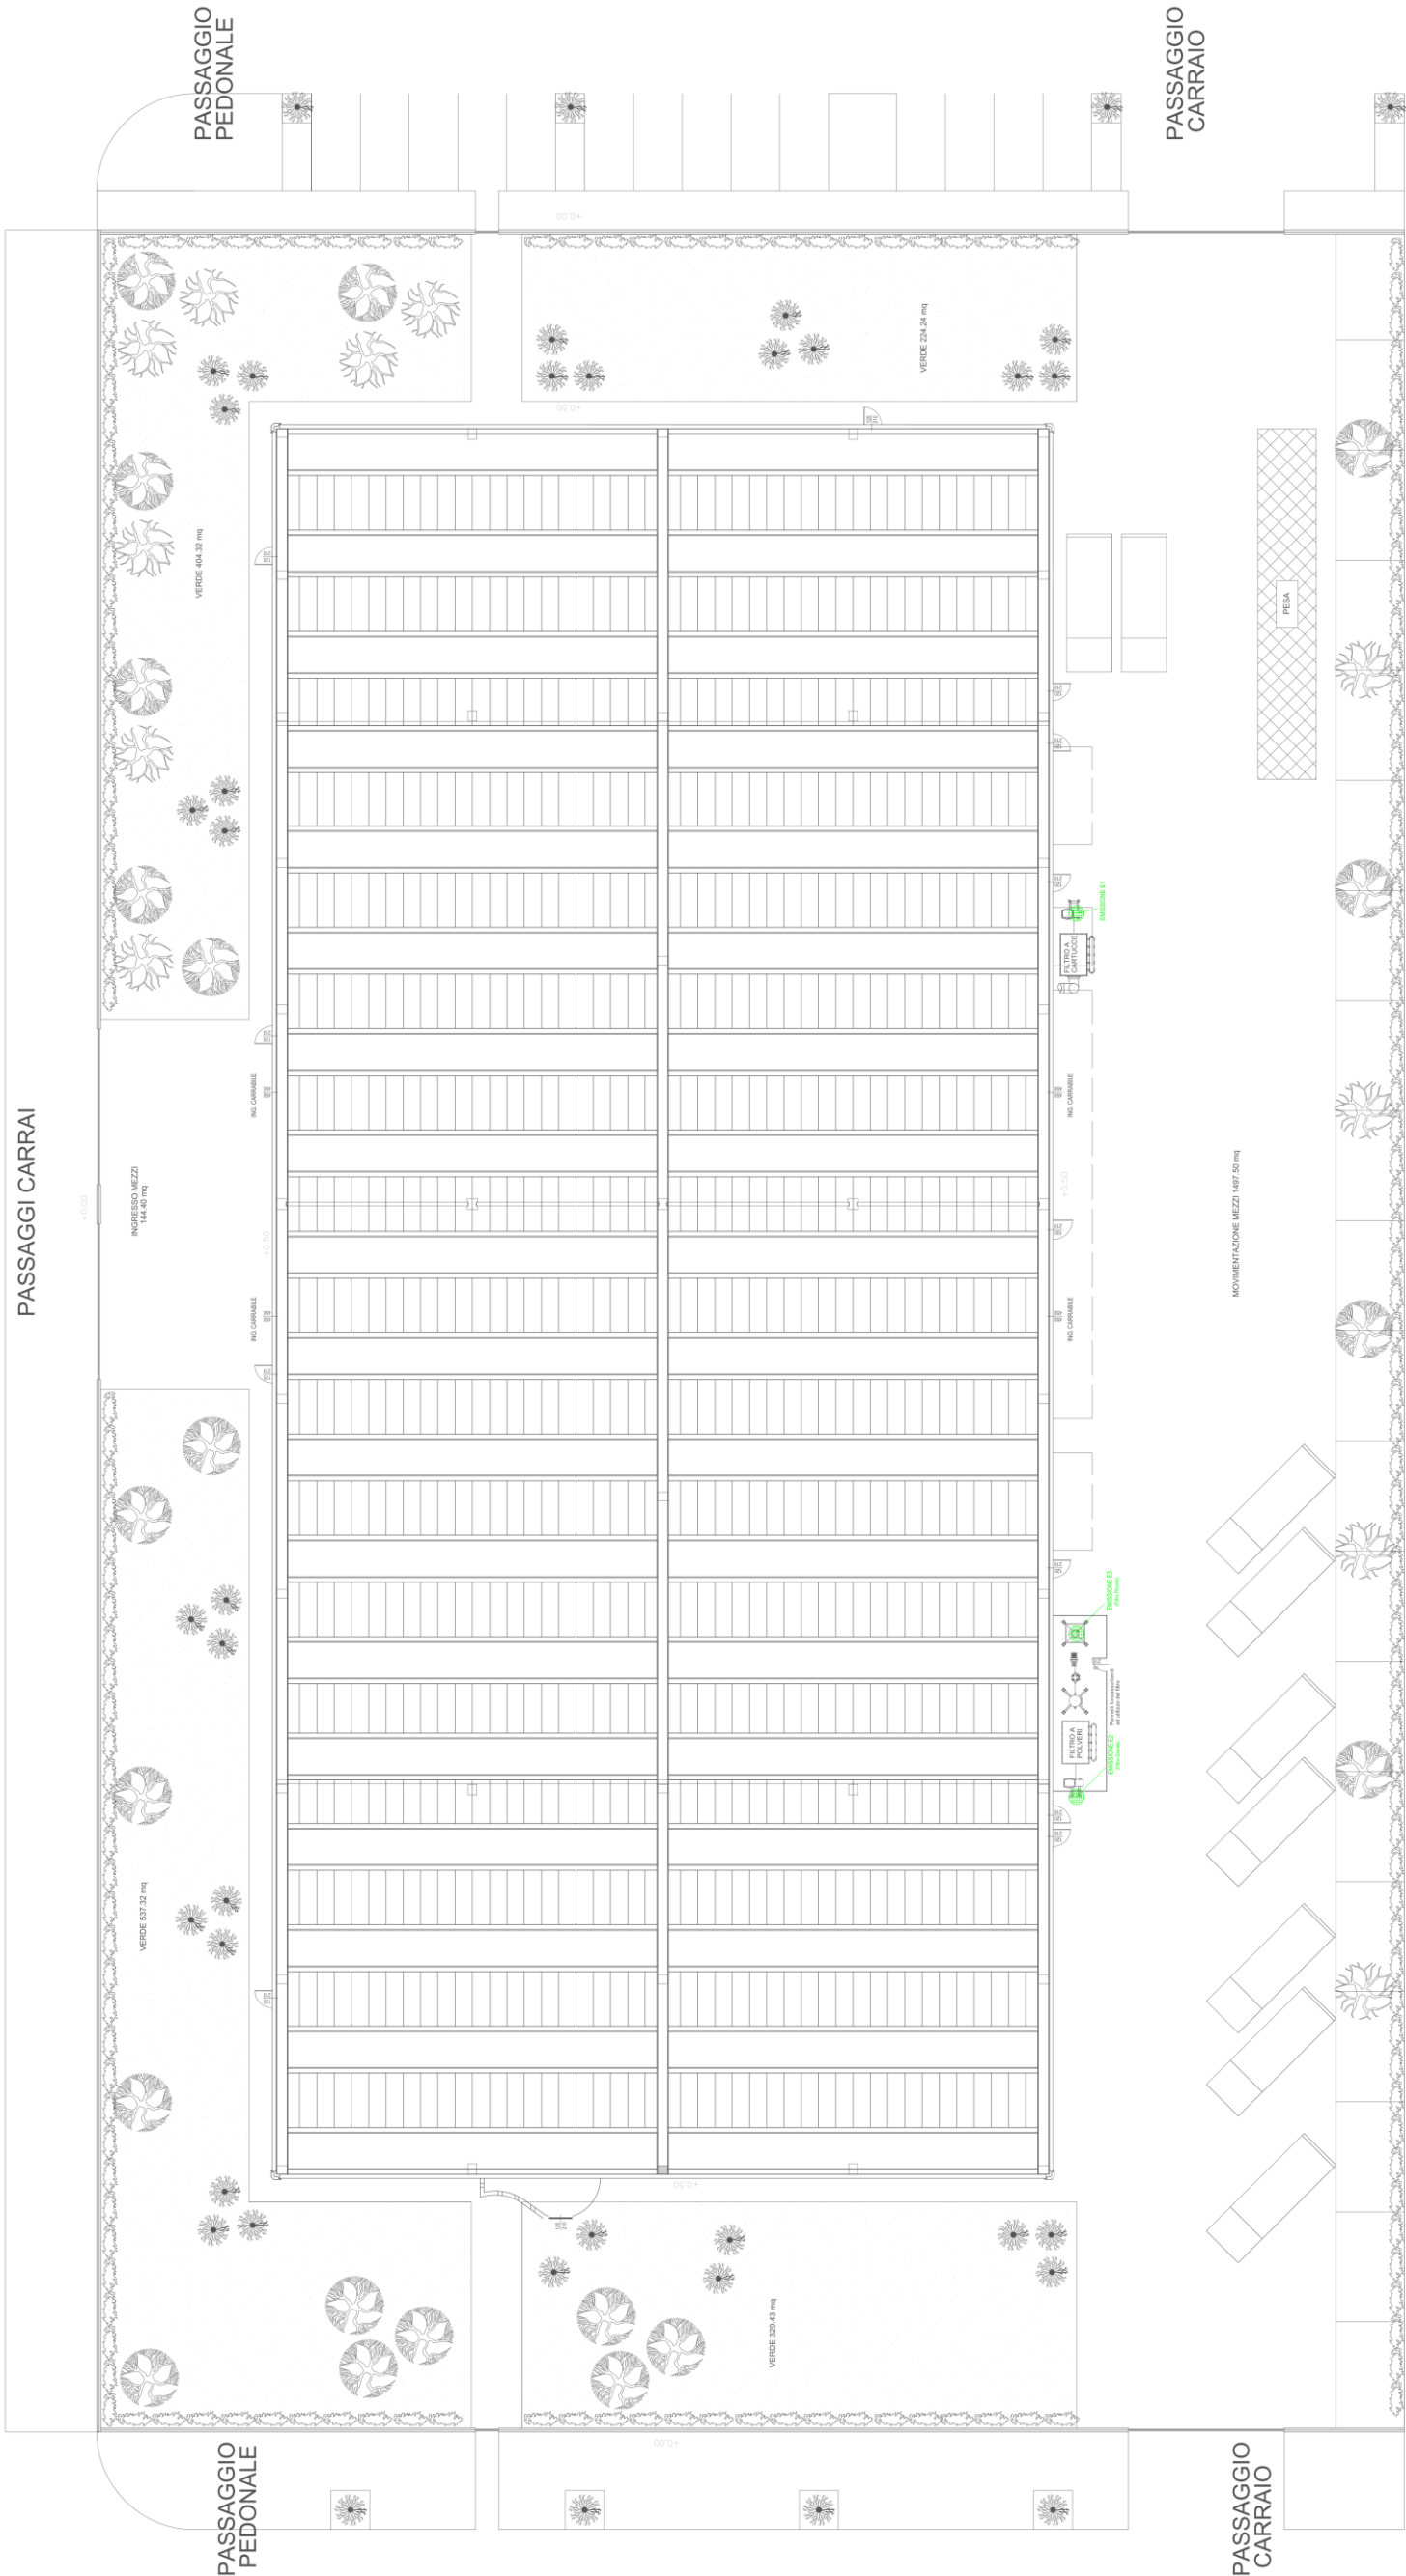 PASSAGGIO
PEDONALE
PASSAGGIO
CARRAIO
+0.00
VERDE 224.24 mq
+0.50
VERDE 404.32 mq
PESA
EMISSIONE E1
FILTRO A
CARTUCCE
ING. CARRABILE
ING. CARRABILE
PASSAGGI CARRAI
+0.00
INGRESSO MEZZI
144.40 mq
+0.50
+0.50
MOVIMENTAZIONE MEZZI 1497.50 mq
ING. CARRABILE
ING. CARRABILE
EMISSIONE E3
FILTRO A
POLVERI
EMISSIONE E2
VERDE 537.32 mq
+0.50
VERDE 329.43 mq
+0.00
PASSAGGIO
PEDONALE
PASSAGGIO
CARRAIO